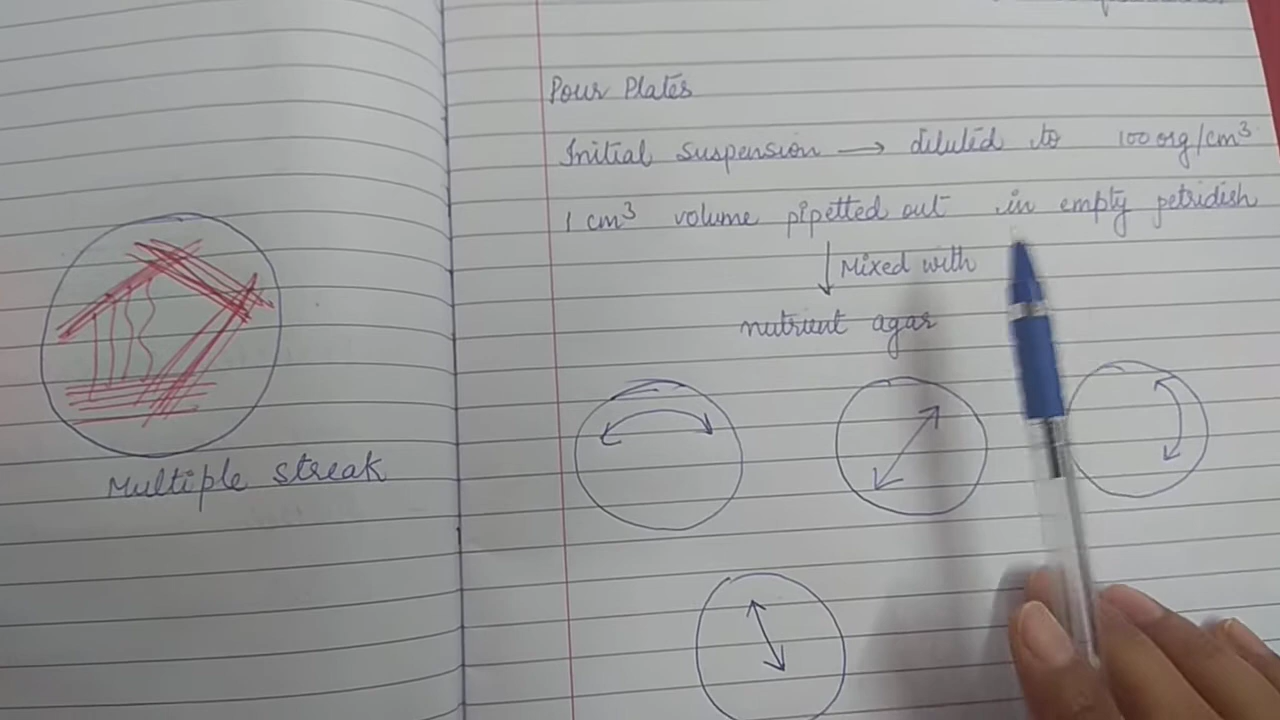 Pour Plates
Initial suspension → diluted to 100 org/cm³
1 cm³ volume pipetted out in empty petridish
↓ Mixed with
nutrient agar
Multiple streak